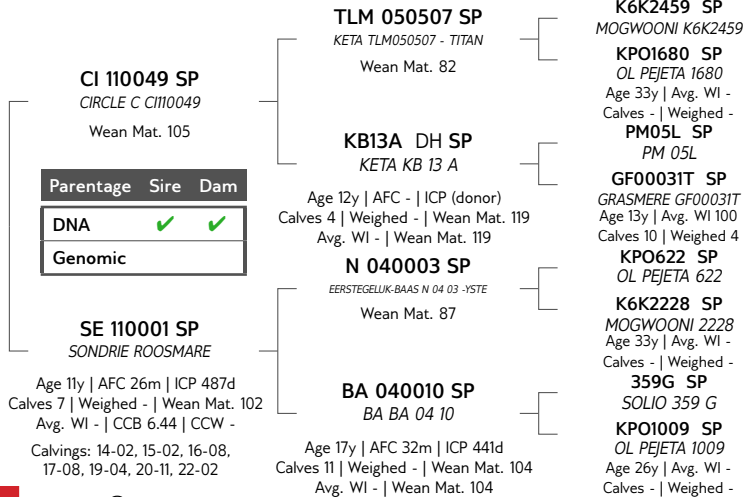 CI 110049 SP
CIRCLE C CI110049
Wean Mat. 105
Parentage Sire Dam
DNA ✔ ✔
Genomic
SE 110001 SP
SONDRIE ROOSMARE
Age 11y | AFC 26m | ICP 487d
Calves 7 | Weighed - | Wean Mat. 102
Avg. WI - | CCB 6.44 | CCW -
Calvings: 14-02, 15-02, 16-08,
17-08, 19-04, 20-11, 22-02
TLM 050507 SP
KETA TLM050507 - TITAN
Wean Mat. 82
KB13A DH SP
KETA KB 13 A
Age 12y | AFC - | ICP (donor)
Calves 4 | Weighed - | Wean Mat. 119
Avg. WI - | Wean Mat. 119
N 040003 SP
EERSTEGELUK-BAAS N 04 03 -YSTE
Wean Mat. 87
BA 040010 SP
BA BA 04 10
Age 17y | AFC 32m | ICP 441d
Calves 11 | Weighed - | Wean Mat. 104
Avg. WI - | Wean Mat. 104
K6K2459 SP
MOGWOONI K6K2459
KPO1680 SP
OL PEJETA 1680
Age 33y | Avg. WI -
Calves - | Weighed -
PM05L SP
PM 05L
GF00031T SP
GRASMERE GF00031T
Age 13y | Avg. WI 100
Calves 10 | Weighed 4
KPO622 SP
OL PEJETA 622
K6K2228 SP
MOGWOONI 2228
Age 33y | Avg. WI -
Calves - | Weighed -
359G SP
SOLIO 359 G
KPO1009 SP
OL PEJETA 1009
Age 26y | Avg. WI -
Calves - | Weighed -